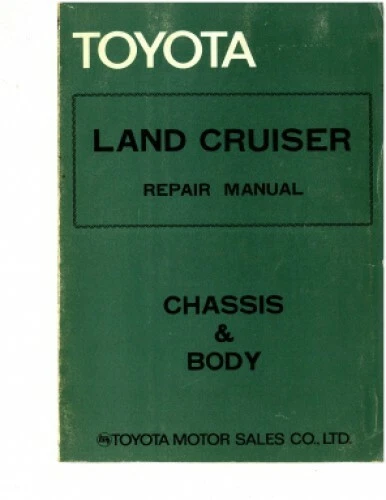 TOYOTA
LAND CRUISER
REPAIR MANUAL
CHASSIS
&
BODY
TOYOTA MOTOR SALES CO., LTD.